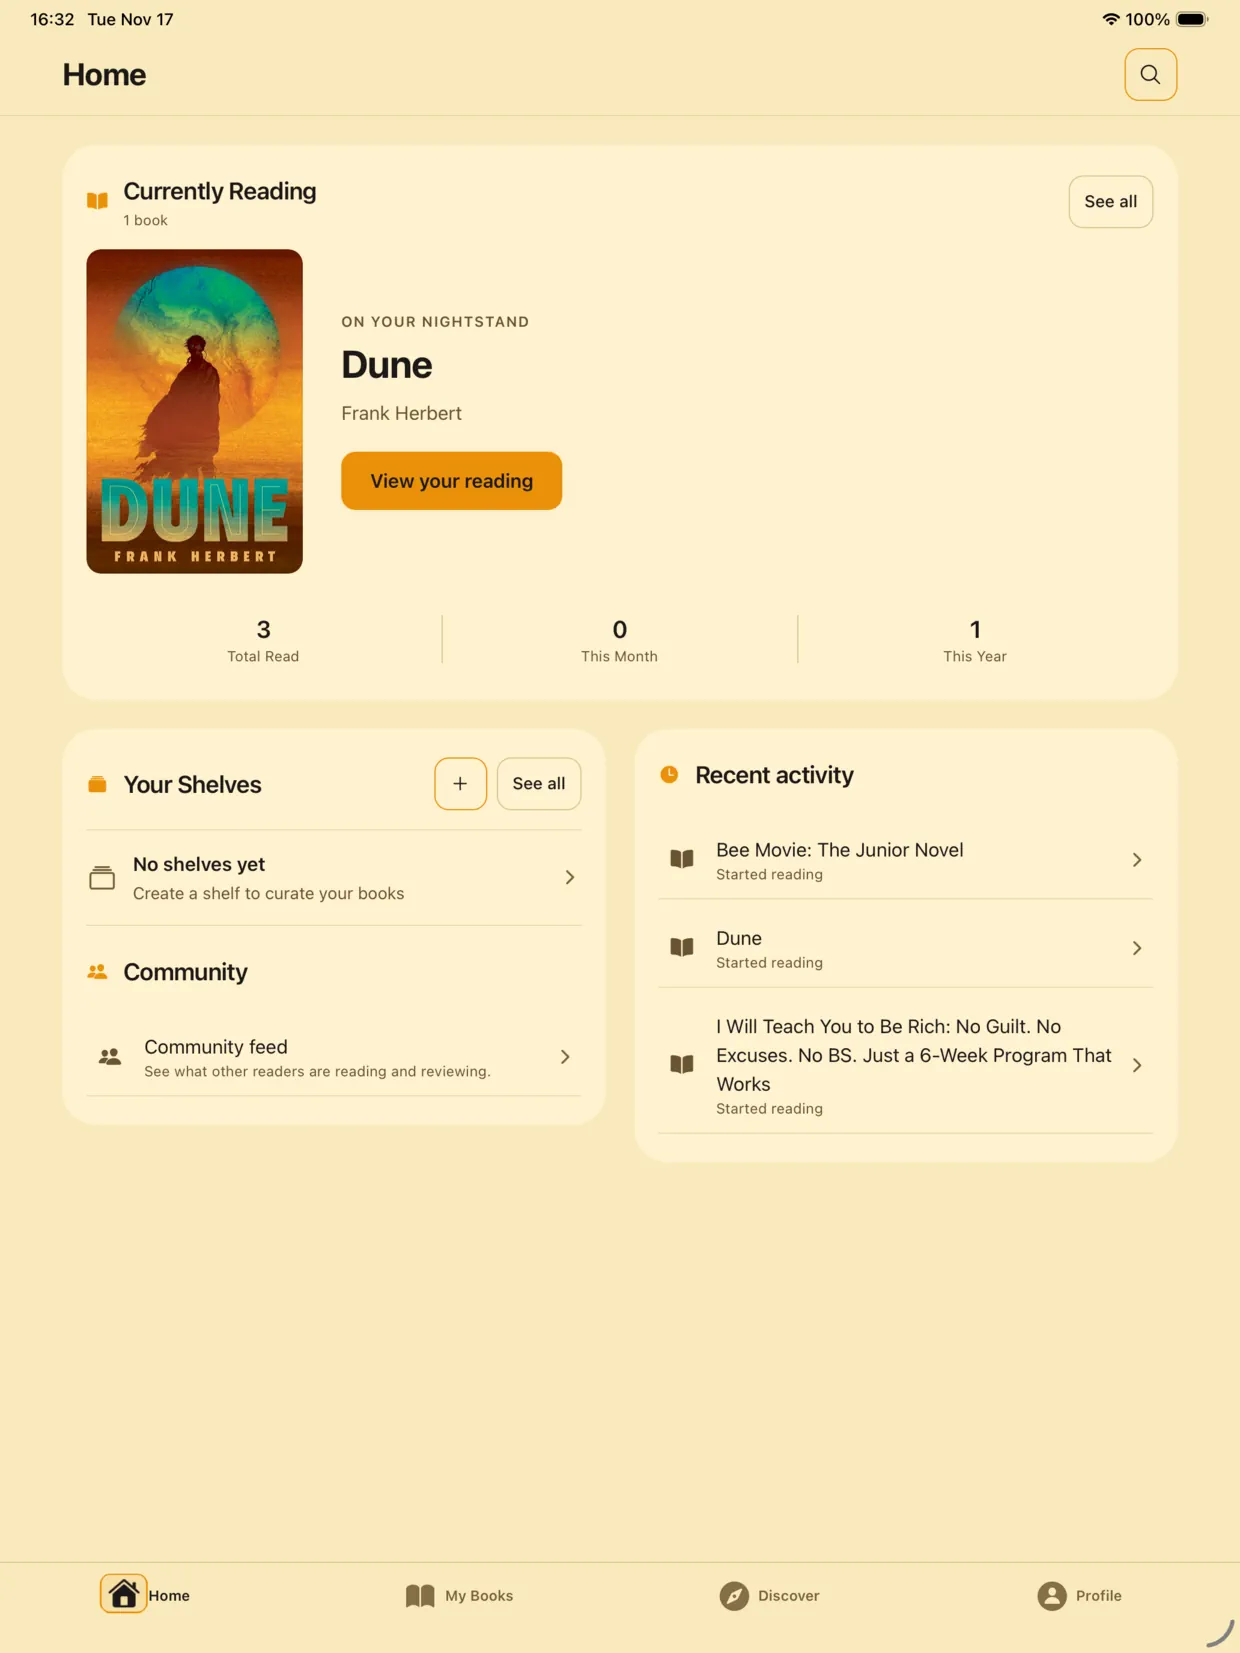 16:32 Tue Nov 17
100%
Home
Currently Reading
1 book
See all
DUNE
FRANK HERBERT
ON YOUR NIGHTSTAND
Dune
Frank Herbert
View your reading
3
Total Read
0
This Month
1
This Year
Your Shelves
+
See all
No shelves yet
Create a shelf to curate your books
Community
Community feed
See what other readers are reading and reviewing.
Recent activity
Bee Movie: The Junior Novel
Started reading
Dune
Started reading
I Will Teach You to Be Rich: No Guilt. No
Excuses. No BS. Just a 6-Week Program That
Works
Started reading
Home
My Books
Discover
Profile